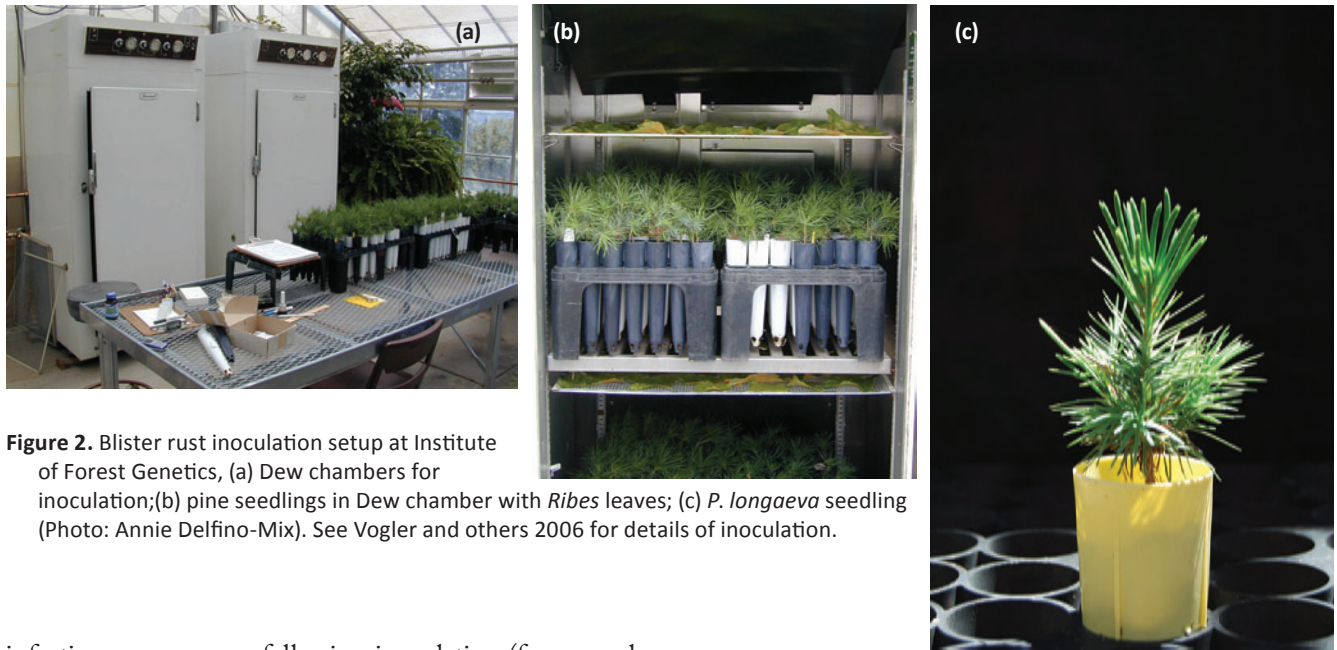 (a)
(b)
(c)
Figure 2. Blister rust inoculation setup at Institute
of Forest Genetics, (a) Dew chambers for
inoculation;(b) pine seedlings in Dew chamber with Ribes leaves; (c) P. longaeva seedling
(Photo: Annie Delfino-Mix). See Vogler and others 2006 for details of inoculation.